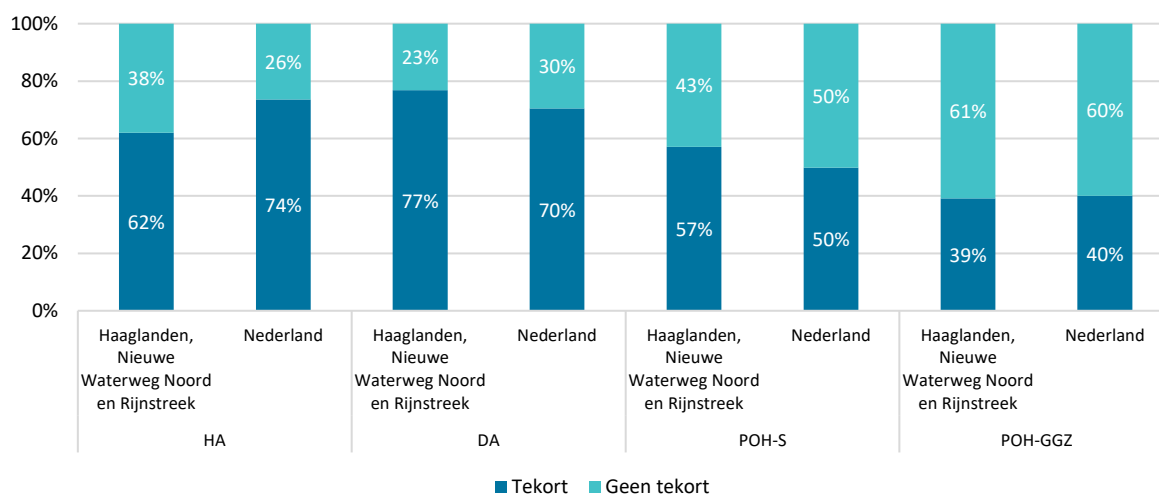 100%
80%
60%
40%
20%
0%
38%
26%
23%
30%
43%
50%
61%
60%
62%
74%
77%
70%
57%
50%
39%
40%
Haaglanden,
Nieuwe
Waterweg Noord
en Rijnstreek
Nederland
Haaglanden,
Nieuwe
Waterweg Noord
en Rijnstreek
Nederland
Haaglanden,
Nieuwe
Waterweg Noord
en Rijnstreek
Nederland
Haaglanden,
Nieuwe
Waterweg Noord
en Rijnstreek
Nederland
HA
DA
POH-S
POH-GGZ
Tekort
Geen tekort